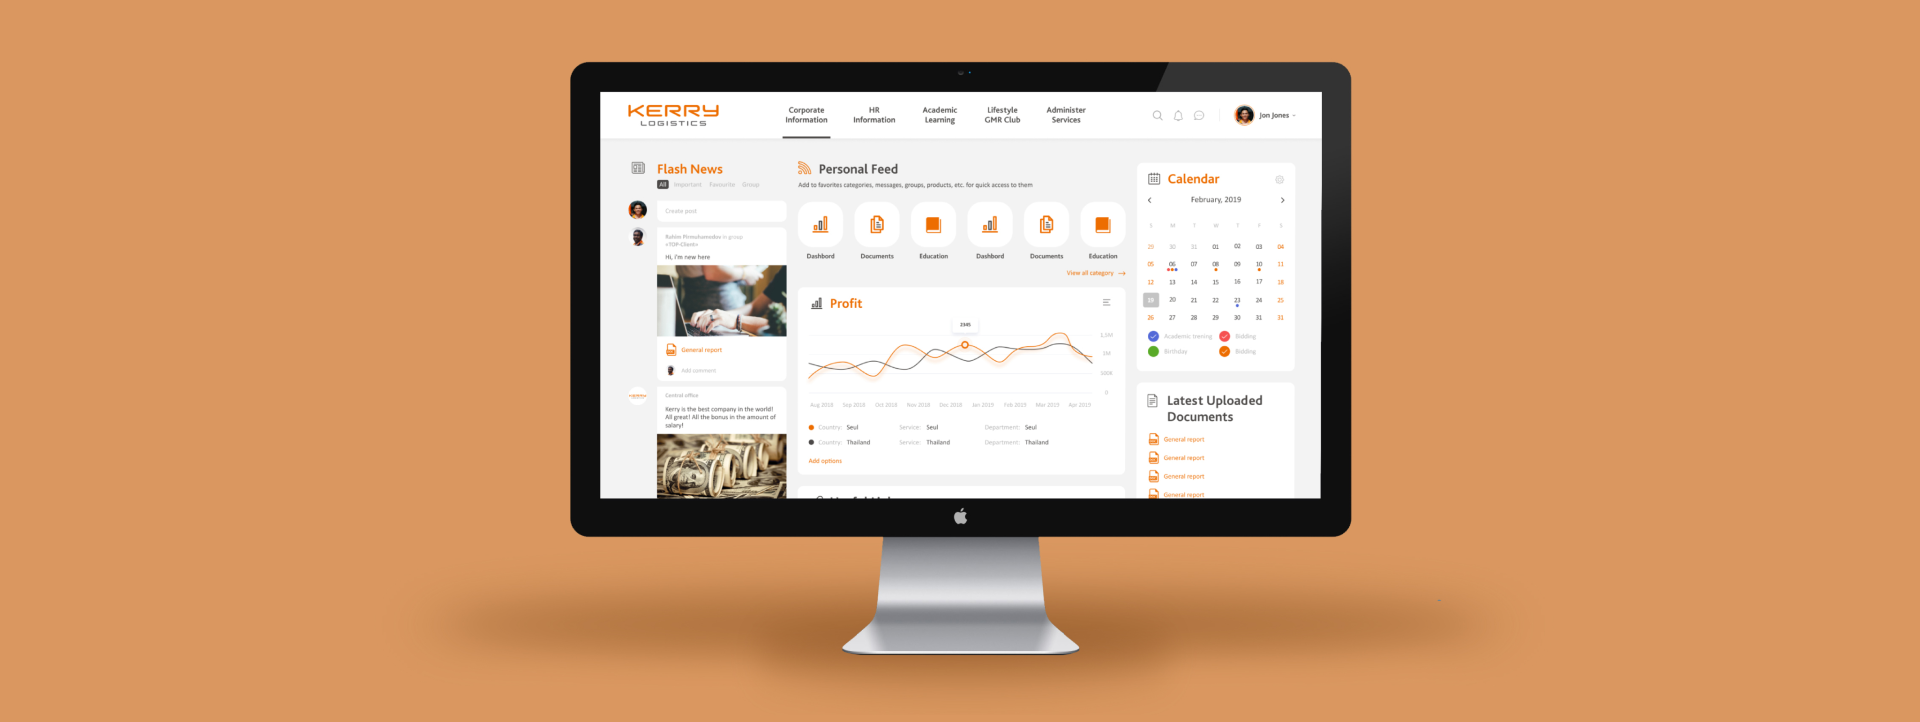 KERRY
LOGISTICS
Corporate
Information
HR
Information
Academic
Learning
Lifestyle
GMR Club
Administer
Services
Jon Jones
Flash News
All Important Favourite Group
Create post
Rahim Pirmuhamedov in group
<TOP-Client>
Hi, I'm new here
General report
Add comment
Central office
Kerry is the best company in the world!
All great! All the bonus in the amount of
salary!
Personal Feed
Add to favorites categories, messages, groups, products, etc. for quick access to them
Dashbord Documents Education Dashbord Documents Education
View all category →
Profit
2345
1.5M
1M
500K
0
Aug 2018 Sep 2018 Oct 2018 Nov 2018 Dec 2018 Jan 2019 Feb 2019 Mar 2019 Apr 2019
Country: Seul Service: Seul Department: Seul
Country: Thailand Service: Thailand Department: Thailand
Add options
Calendar
February, 2019
S M T W T F S
29 30 31 01 02 03 04
05 06 07 08 09 10 11
12 13 14 15 16 17 18
19 20 21 22 23 24 25
26 27 28 29 30 31 31
Academic trening Bidding
Birthday Bidding
Latest Uploaded
Documents
General report
General report
General report
General report